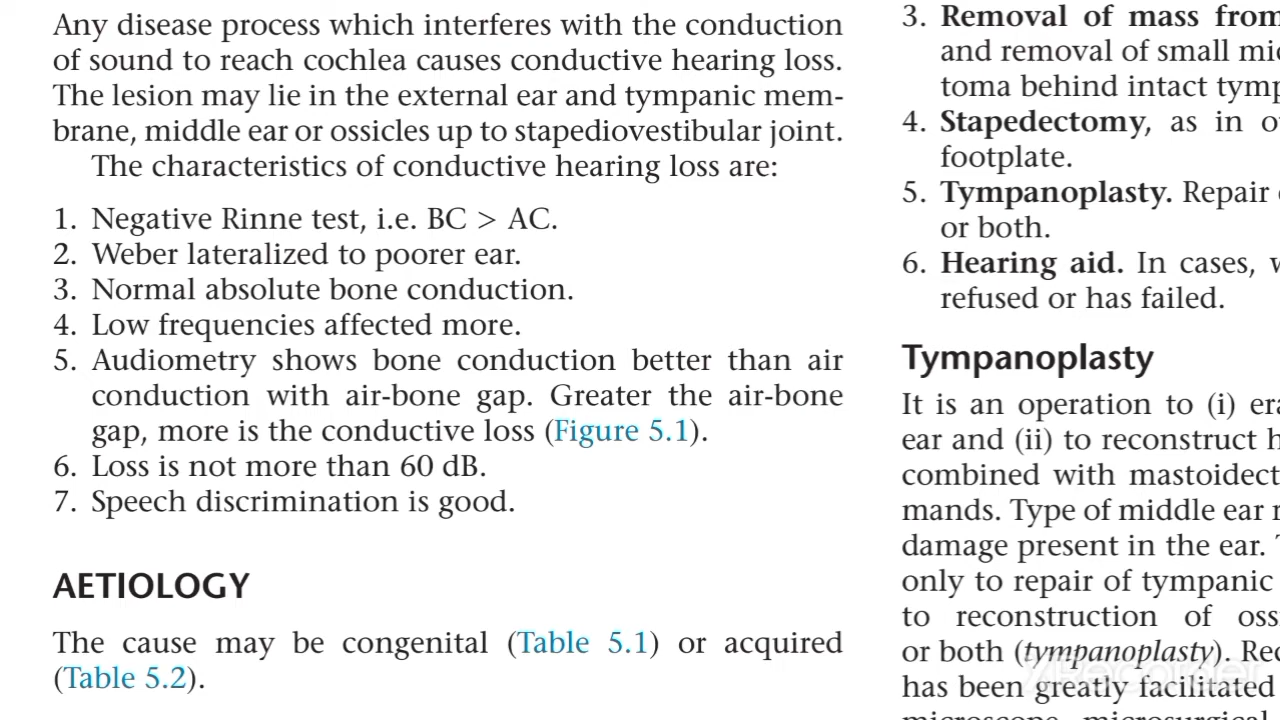 Any disease process which interferes with the conduction
of sound to reach cochlea causes conductive hearing loss.
The lesion may lie in the external ear and tympanic mem-
brane, middle ear or ossicles up to stapediovestibular joint.
The characteristics of conductive hearing loss are:
1. Negative Rinne test, i.e. BC > AC.
2. Weber lateralized to poorer ear.
3. Normal absolute bone conduction.
4. Low frequencies affected more.
5. Audiometry shows bone conduction better than air
conduction with air-bone gap. Greater the air-bone
gap, more is the conductive loss (Figure 5.1).
6. Loss is not more than 60 dB.
7. Speech discrimination is good.
AETIOLOGY
The cause may be congenital (Table 5.1) or acquired
(Table 5.2).
3. Removal of mass from
and removal of small
toma behind intact
4. Stapedectomy, as in
footplate.
5. Tympanoplasty. Repair
or both.
6. Hearing aid. In cases,
refused or has failed.
Tympanoplasty
It is an operation to (i)
ear and (ii) to reconstruct
combined with
mands. Type of middle ear
damage present in the ear.
only to repair of tympanic
to reconstruction of
or both (tympanoplasty).
has been greatly facilitated
microscope, microsurgical